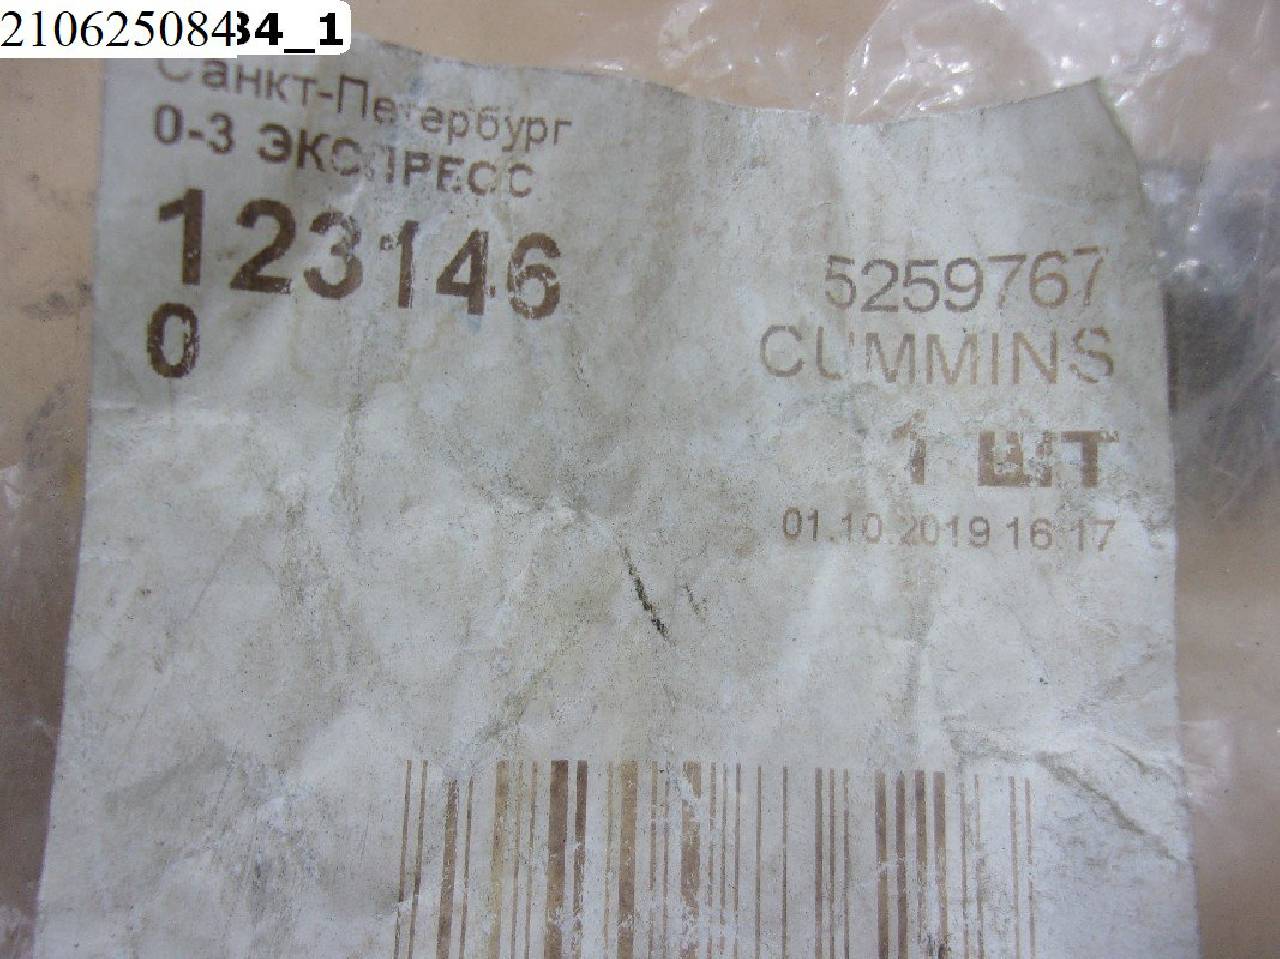 21062508434_1
Санкт-Петербург
0-3 ЭКСПРЕСС
123146
0
5259767
CUMMINS
1 ШТ
01.10.2019 16:17